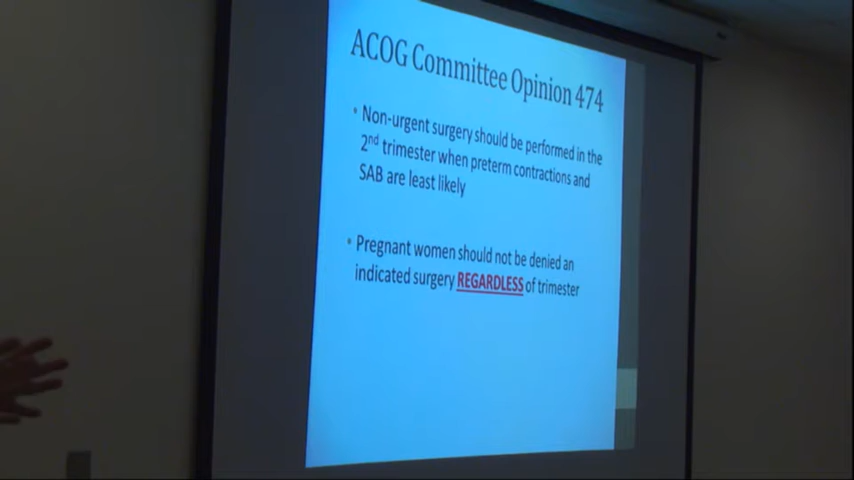 ACOG Committee Opinion 474
• Non-urgent surgery should be performed in the
2nd trimester when preterm contractions and
SAB are least likely
• Pregnant women should not be denied an
indicated surgery REGARDLESS of trimester